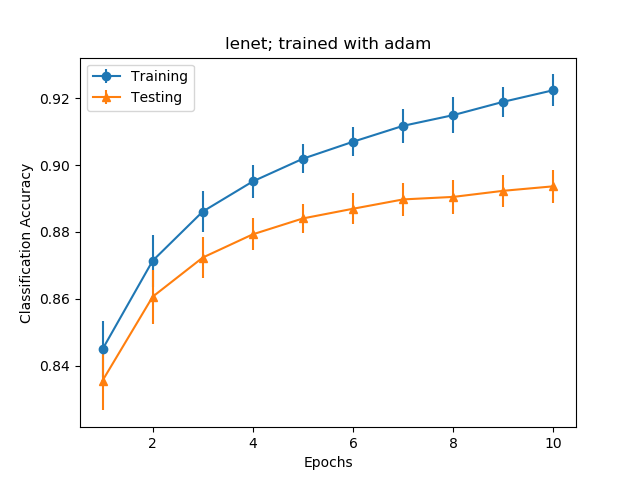 lenet; trained with adam
Training
Testing
Classification Accuracy
0.92
0.90
0.88
0.86
0.84
2 4 6 8 10
Epochs